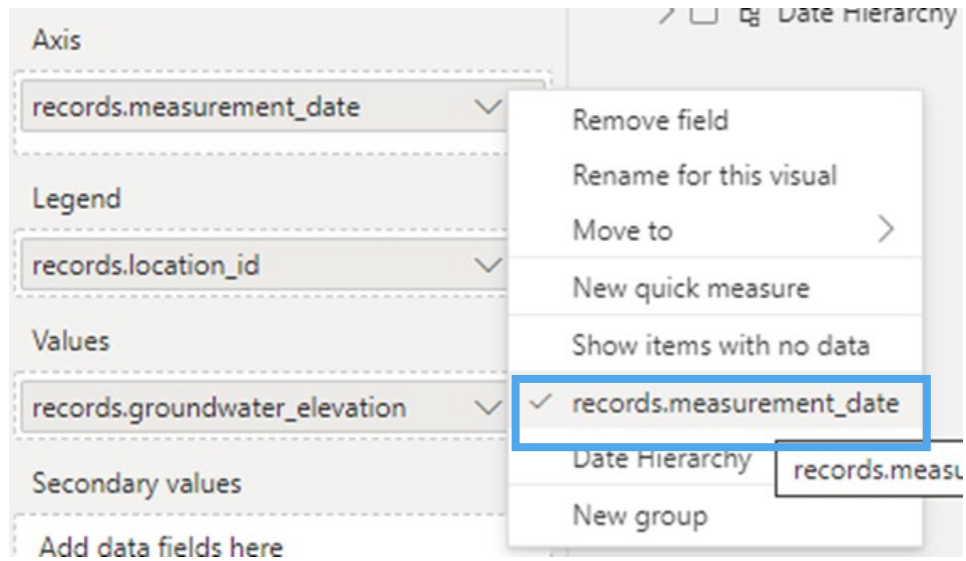 Date Hierarchy
Axis
records.measurement_date
Legend
records.location_id
Values
records.groundwater_elevation
Secondary values
Add data fields here
Remove field
Rename for this visual
Move to
New quick measure
Show items with no data
records.measurement_date
Date Hierarchy
records.measu
New group